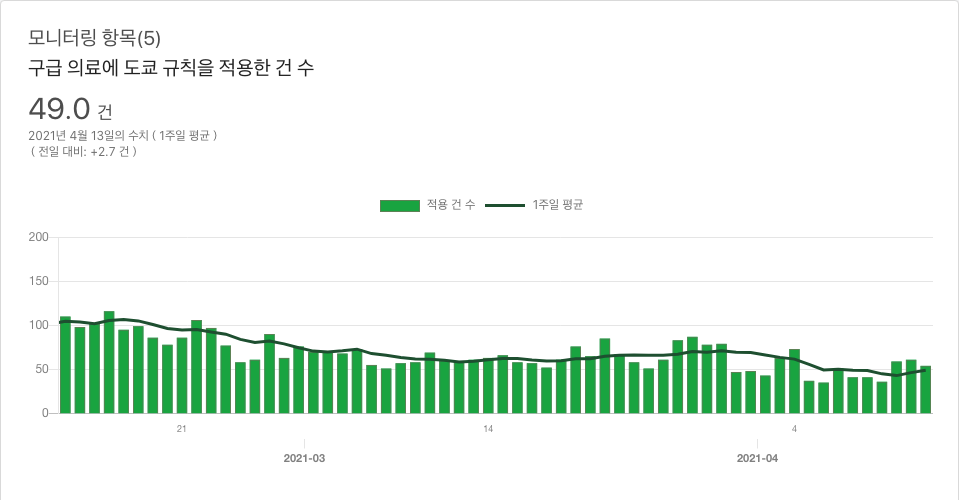 모니터링 항목(5)
구급 의료에 도쿄 규칙을 적용한 건 수
49.0 건
2021년 4월 13일의 수치 ( 1주일 평균 )
( 전일 대비: +2.7 건 )
적용 건 수 1주일 평균
200
150
100
50
0
21 14 4
2021-03 2021-04